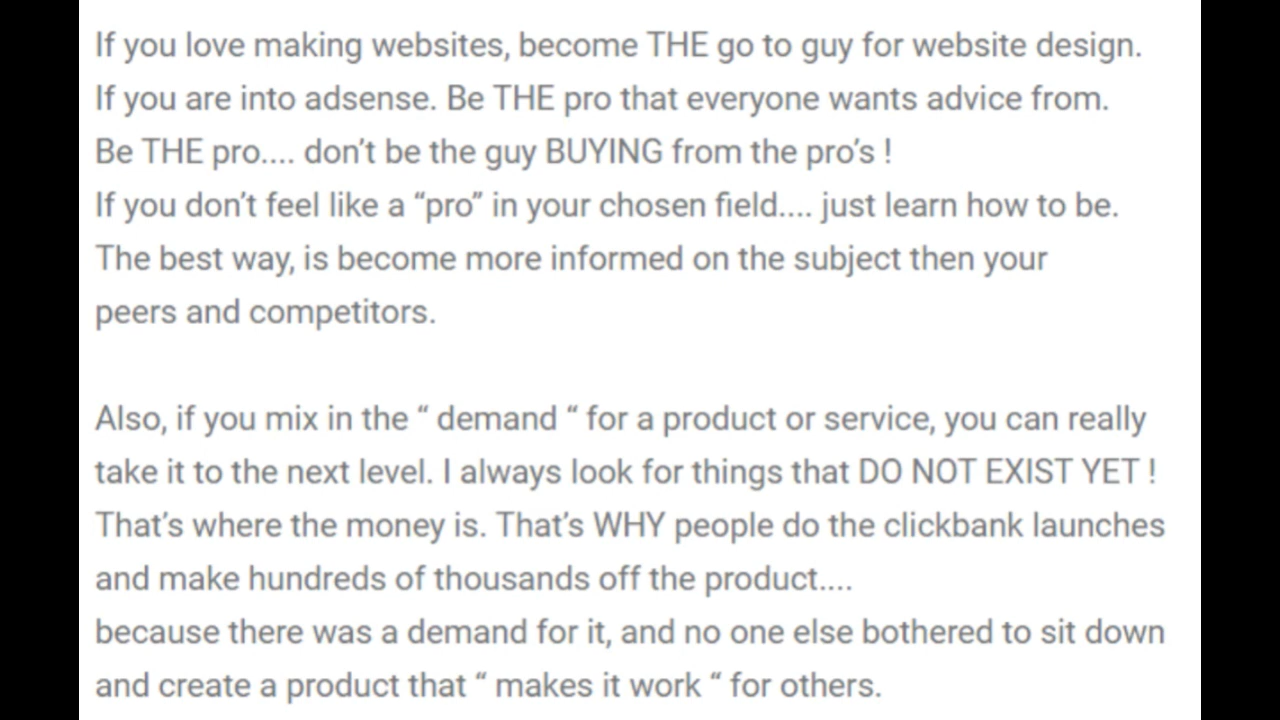 If you love making websites, become THE go to guy for website design.
If you are into adsense. Be THE pro that everyone wants advice from.
Be THE pro.... don’t be the guy BUYING from the pro’s !
If you don’t feel like a “pro” in your chosen field.... just learn how to be.
The best way, is become more informed on the subject then your
peers and competitors.
Also, if you mix in the “ demand “ for a product or service, you can really
take it to the next level. I always look for things that DO NOT EXIST YET !
That’s where the money is. That’s WHY people do the clickbank launches
and make hundreds of thousands off the product....
because there was a demand for it, and no one else bothered to sit down
and create a product that “ makes it work “ for others.